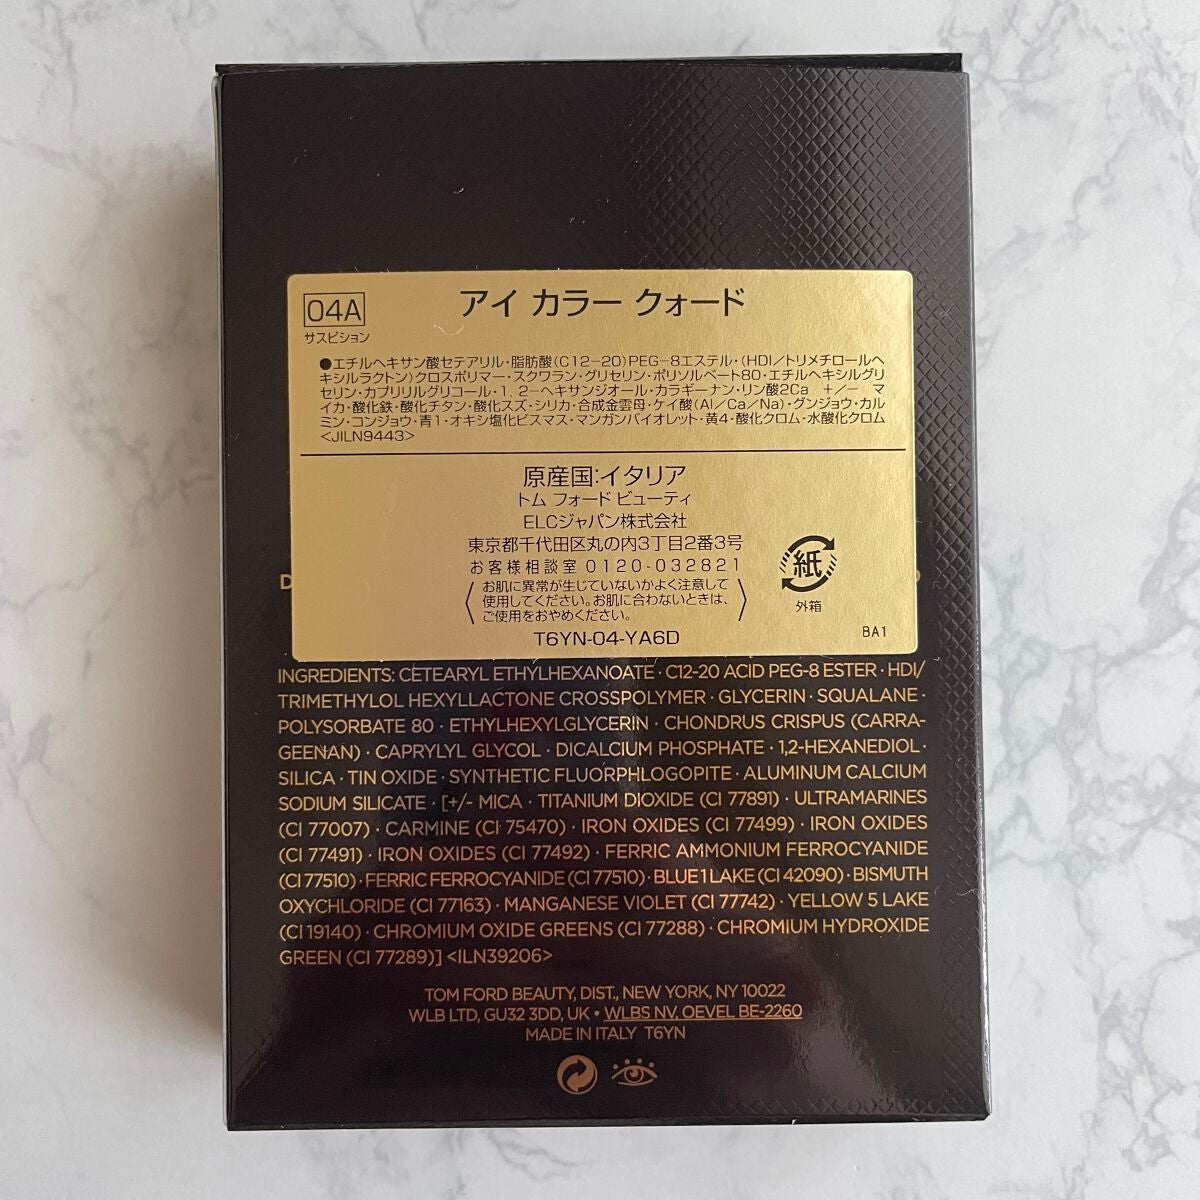 04A
サスピション
アイ カラー クォード
●エチルヘキサン酸セテアリル・脂肪酸(C12-20)PEG-8エステル・(HDI/トリメチロールヘ
キシルラクトン)クロスポリマー・スクワラン・グリセリン・ポリソルベート80・エチルヘキシルグリ
セリン・カプリリルグリコール・1, 2-ヘキサンジオール・カラギーナン・リン酸2Ca +/- マ
イカ・酸化鉄・酸化チタン・酸化スズ・シリカ・合成金雲母・ケイ酸(Al/Ca/Na)・グンジョウ・カル
ミン・コンジョウ・青1・オキシ塩化ビスマス・マンガンバイオレット・黄4・酸化クロム・水酸化クロム
<JILN9443>
原産国:イタリア
トム フォード ビューティ
ELCジャパン株式会社
東京都千代田区丸の内3丁目2番3号
お客様相談室 0120-032821
〈お肌に異常が生じていないかよく注意して
使用してください。お肌に合わないときは、
ご使用をおやめください。〉
T6YN-04-YA6D
紙
外箱
BA1
INGREDIENTS: CETEARYL ETHYLHEXANOATE · C12-20 ACID PEG-8 ESTER · HDI/
TRIMETHYLOL HEXYLLACTONE CROSSPOLYMER · GLYCERIN · SQUALANE ·
POLYSORBATE 80 · ETHYLHEXYLGLYCERIN · CHONDRUS CRISPUS (CARRA-
GEENAN) · CAPRYLYL GLYCOL · DICALCIUM PHOSPHATE · 1,2-HEXANEDIOL ·
SILICA · TIN OXIDE · SYNTHETIC FLUORPHLOGOPITE · ALUMINUM CALCIUM
SODIUM SILICATE · [+/- MICA · TITANIUM DIOXIDE (CI 77891) · ULTRAMARINES
(CI 77007) · CARMINE (CI 75470) · IRON OXIDES (CI 77499) · IRON OXIDES
(CI 77491) · IRON OXIDES (CI 77492) · FERRIC AMMONIUM FERROCYANIDE
(CI 77510) · FERRIC FERROCYANIDE (CI 77510) · BLUE 1 LAKE (CI 42090) · BISMUTH
OXYCHLORIDE (CI 77163) · MANGANESE VIOLET (CI 77742) · YELLOW 5 LAKE
(CI 19140) · CHROMIUM OXIDE GREENS (CI 77288) · CHROMIUM HYDROXIDE
GREEN (CI 77289)] <ILN39206>
TOM FORD BEAUTY, DIST., NEW YORK, NY 10022
WLB LTD, GU32 3DD, UK • WLBS NV. OEVEL BE-2260
MADE IN ITALY T6YN